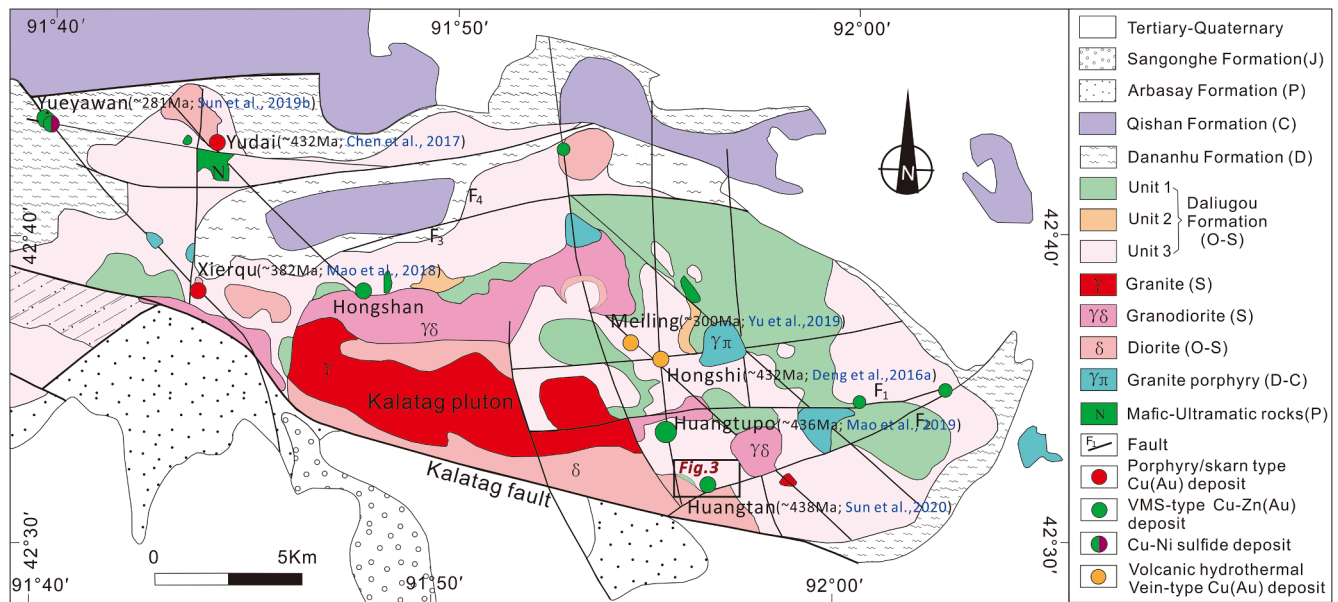 91°40′
91°50′
92°00′
Yueyawan(~281Ma; Sun et al., 2019b)
Yudai(~432Ma; Chen et al., 2017)
N
N
F4
F3
42°40′
42°40′
Xierqu(~382Ma; Mao et al., 2018)
Hongshan
γδ
Meiling(~300Ma; Yu et al., 2019)
γπ
γ
Hongshi(~432Ma; Deng et al., 2016a)
Kalatag pluton
F1
F2
Huangtupo(~436Ma; Mao et al., 2019)
γδ
Kalatag fault
δ
Fig.3
Huangtan(~438Ma; Sun et al., 2020)
42°30′
42°30′
0
5Km
91°40′
91°50′
92°00′
Tertiary-Quaternary
Sangonghe Formation(J)
Arbasay Formation (P)
Qishan Formation (C)
Dananhu Formation (D)
Unit 1
Unit 2
Unit 3
Daliugou
Formation
(O-S)
γ
Granite (S)
γδ
Granodiorite (S)
δ
Diorite (O-S)
γπ
Granite porphyry (D-C)
N
Mafic-Ultramatic rocks(P)
F1
Fault
Porphyry/skarn type
Cu(Au) deposit
VMS-type Cu-Zn(Au)
deposit
Cu-Ni sulfide deposit
Volcanic hydrothermal
Vein-type Cu(Au) deposit